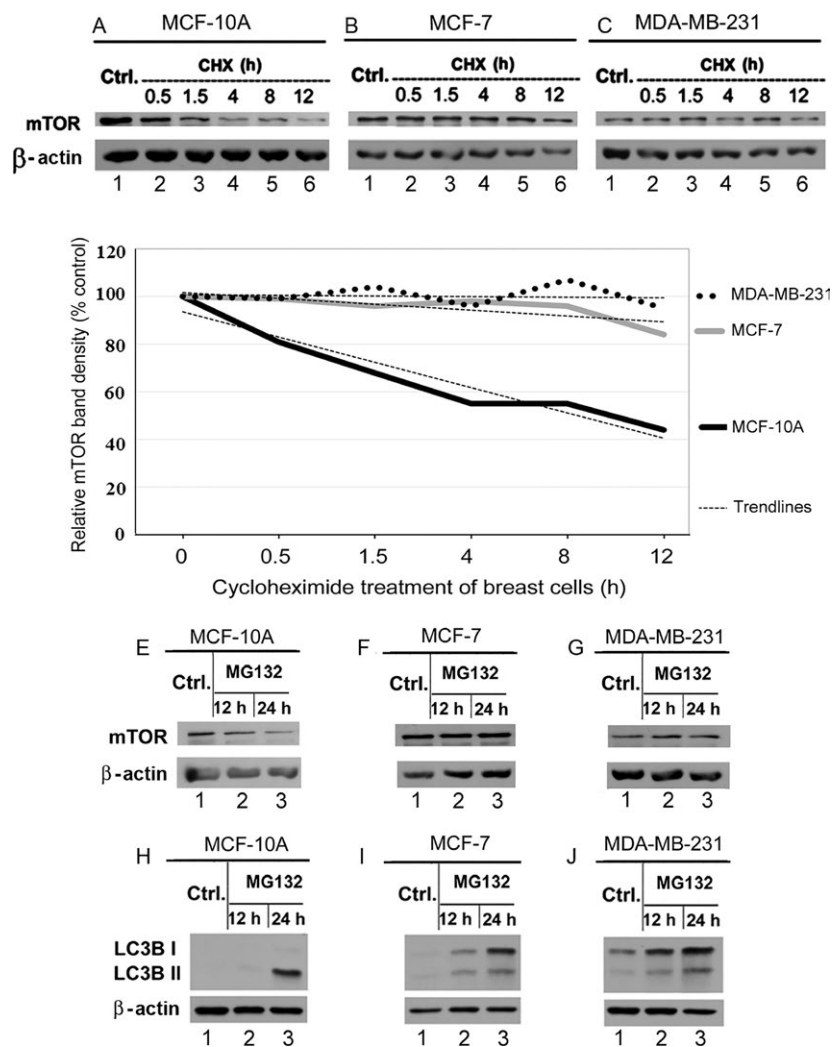 A MCF-10A B MCF-7 C MDA-MB-231
Ctrl. CHX (h) Ctrl. CHX (h) Ctrl. CHX (h)
0.5 1.5 4 8 12 0.5 1.5 4 8 12 0.5 1.5 4 8 12
mTOR
β-actin
1 2 3 4 5 6 1 2 3 4 5 6 1 2 3 4 5 6
Relative mTOR band density (% control)
120
100
80
60
40
20
0
0 0.5 1.5 4 8 12
Cycloheximide treatment of breast cells (h)
MDA-MB-231
MCF-7
MCF-10A
Trendlines
E MCF-10A F MCF-7 G MDA-MB-231
Ctrl. MG132 Ctrl. MG132 Ctrl. MG132
12 h 24 h 12 h 24 h 12 h 24 h
mTOR
β-actin
1 2 3 1 2 3 1 2 3
H MCF-10A I MCF-7 J MDA-MB-231
Ctrl. MG132 Ctrl. MG132 Ctrl. MG132
12 h 24 h 12 h 24 h 12 h 24 h
LC3B I
LC3B II
β-actin
1 2 3 1 2 3 1 2 3